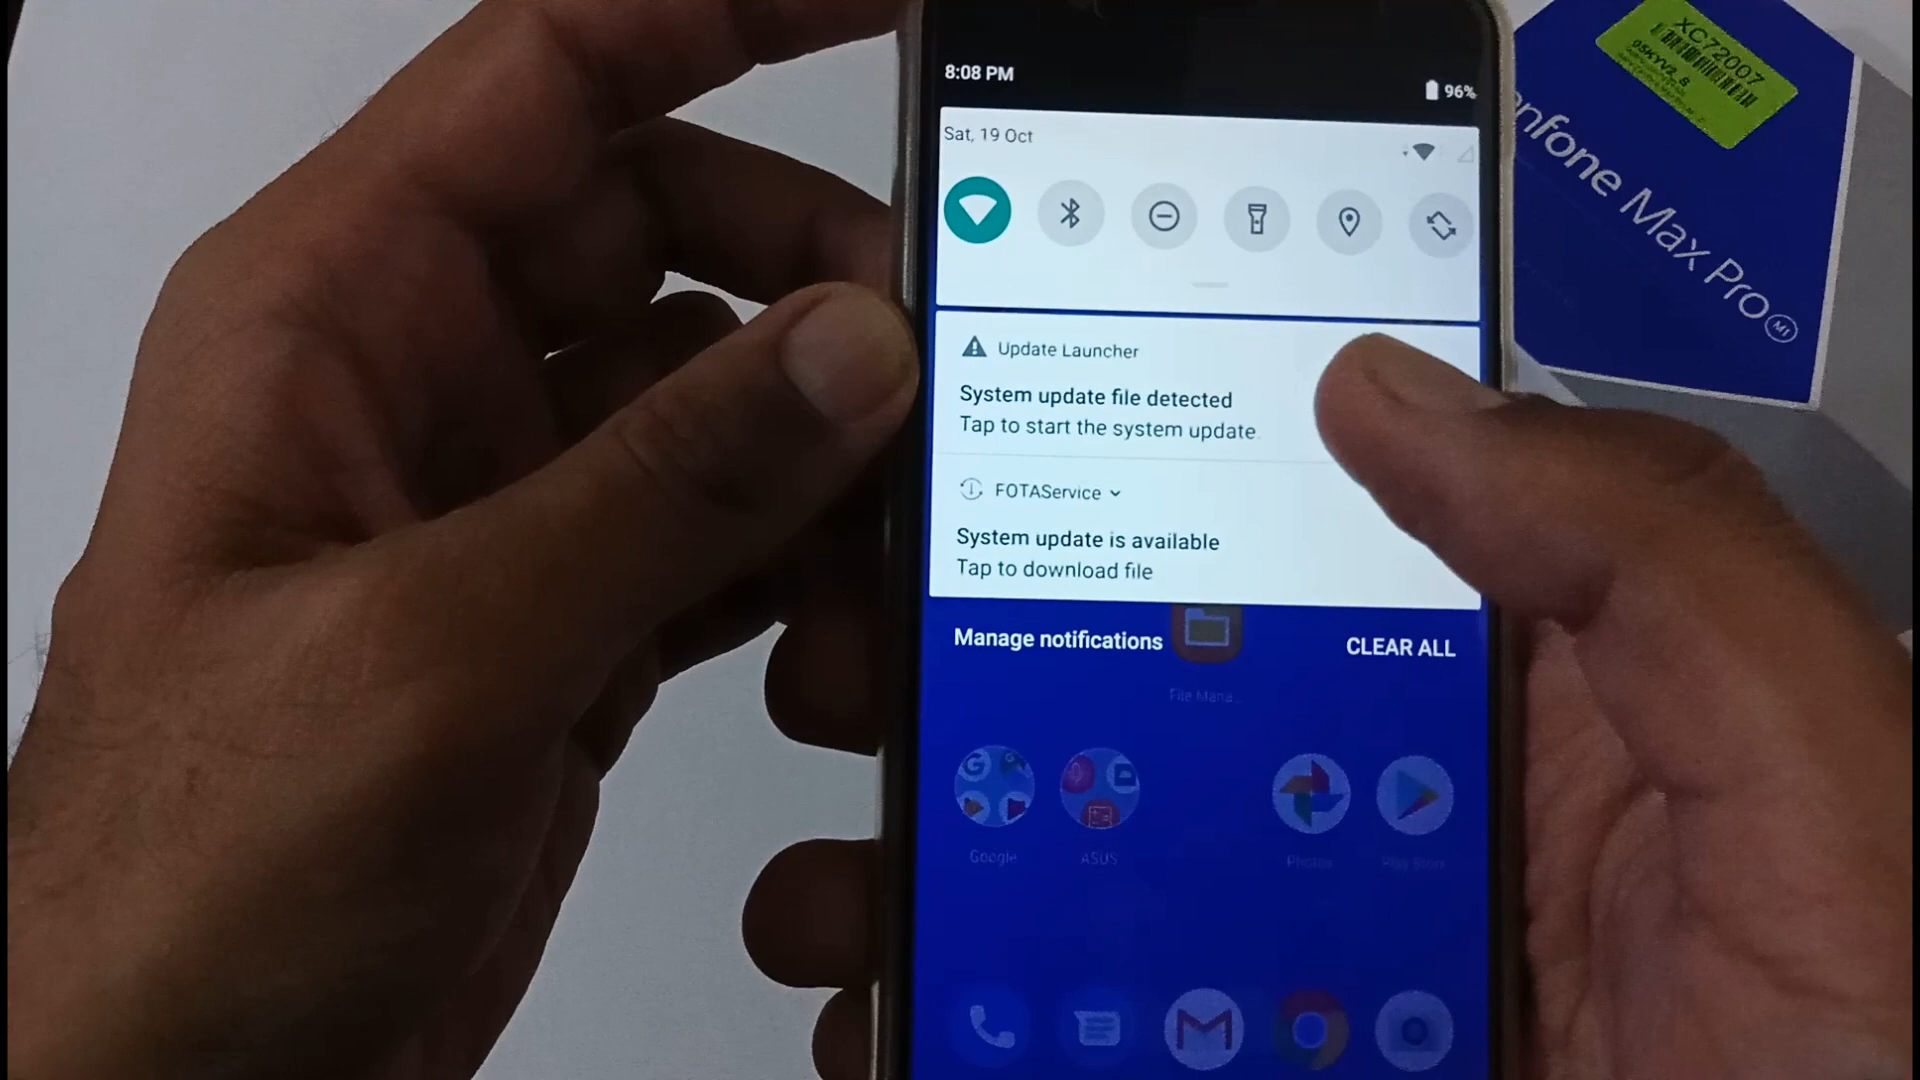 8:08 PM
96%
Sat, 19 Oct
Update Launcher
System update file detected
Tap to start the system update.
FOTAService
System update is available
Tap to download file
Manage notifications
CLEAR ALL
File Mana...
Google
ASUS
Photos
Play Store
XC72007
nfone Max Pro
M1